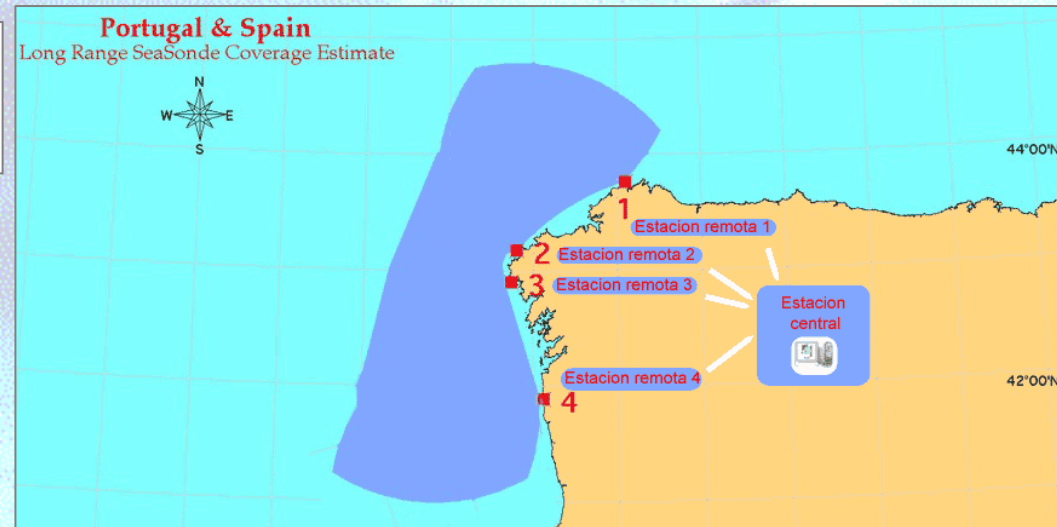 Portugal & Spain
Long Range SeaSonde Coverage Estimate
N
W E
S
44°00'N
1
Estacion remota 1
2 Estacion remota 2
3 Estacion remota 3
Estacion
central
Estacion remota 4
42°00'N
4